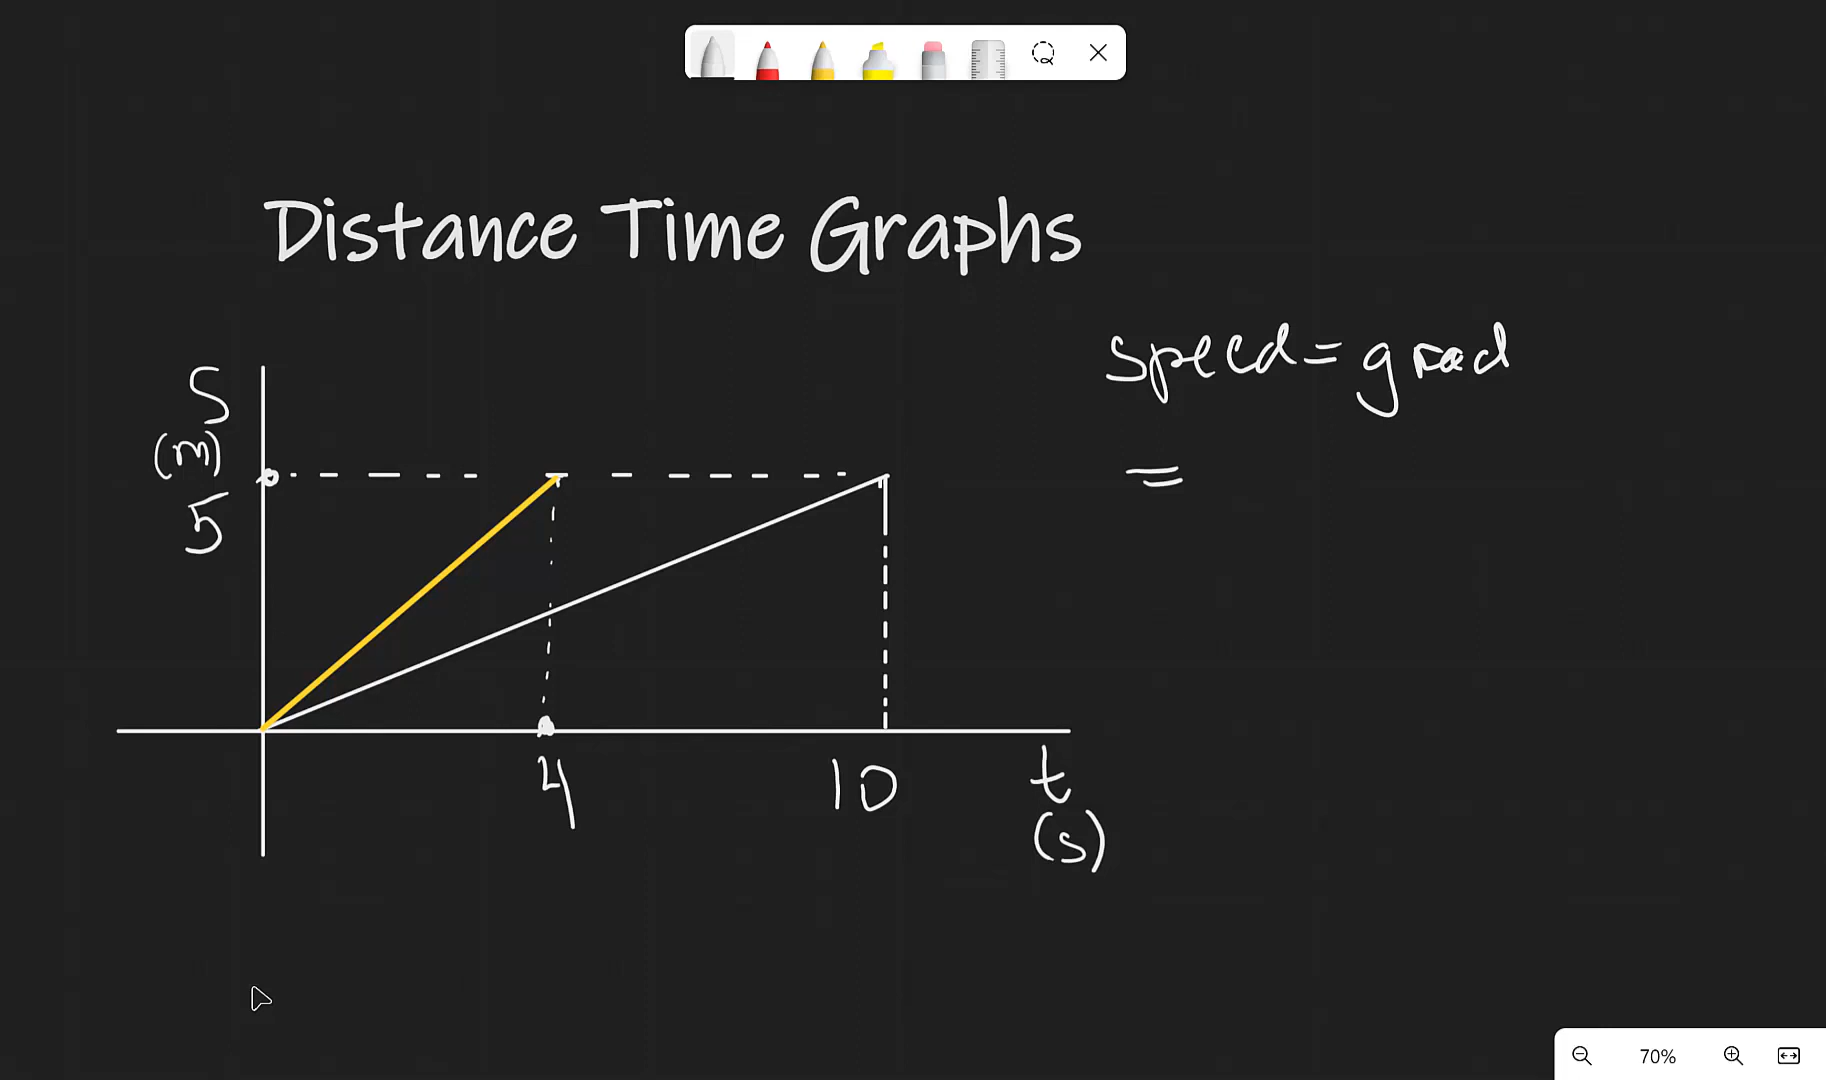 Distance Time Graphs
speed = grad
=
S
(m)
5
4
10
t
(s)
70%